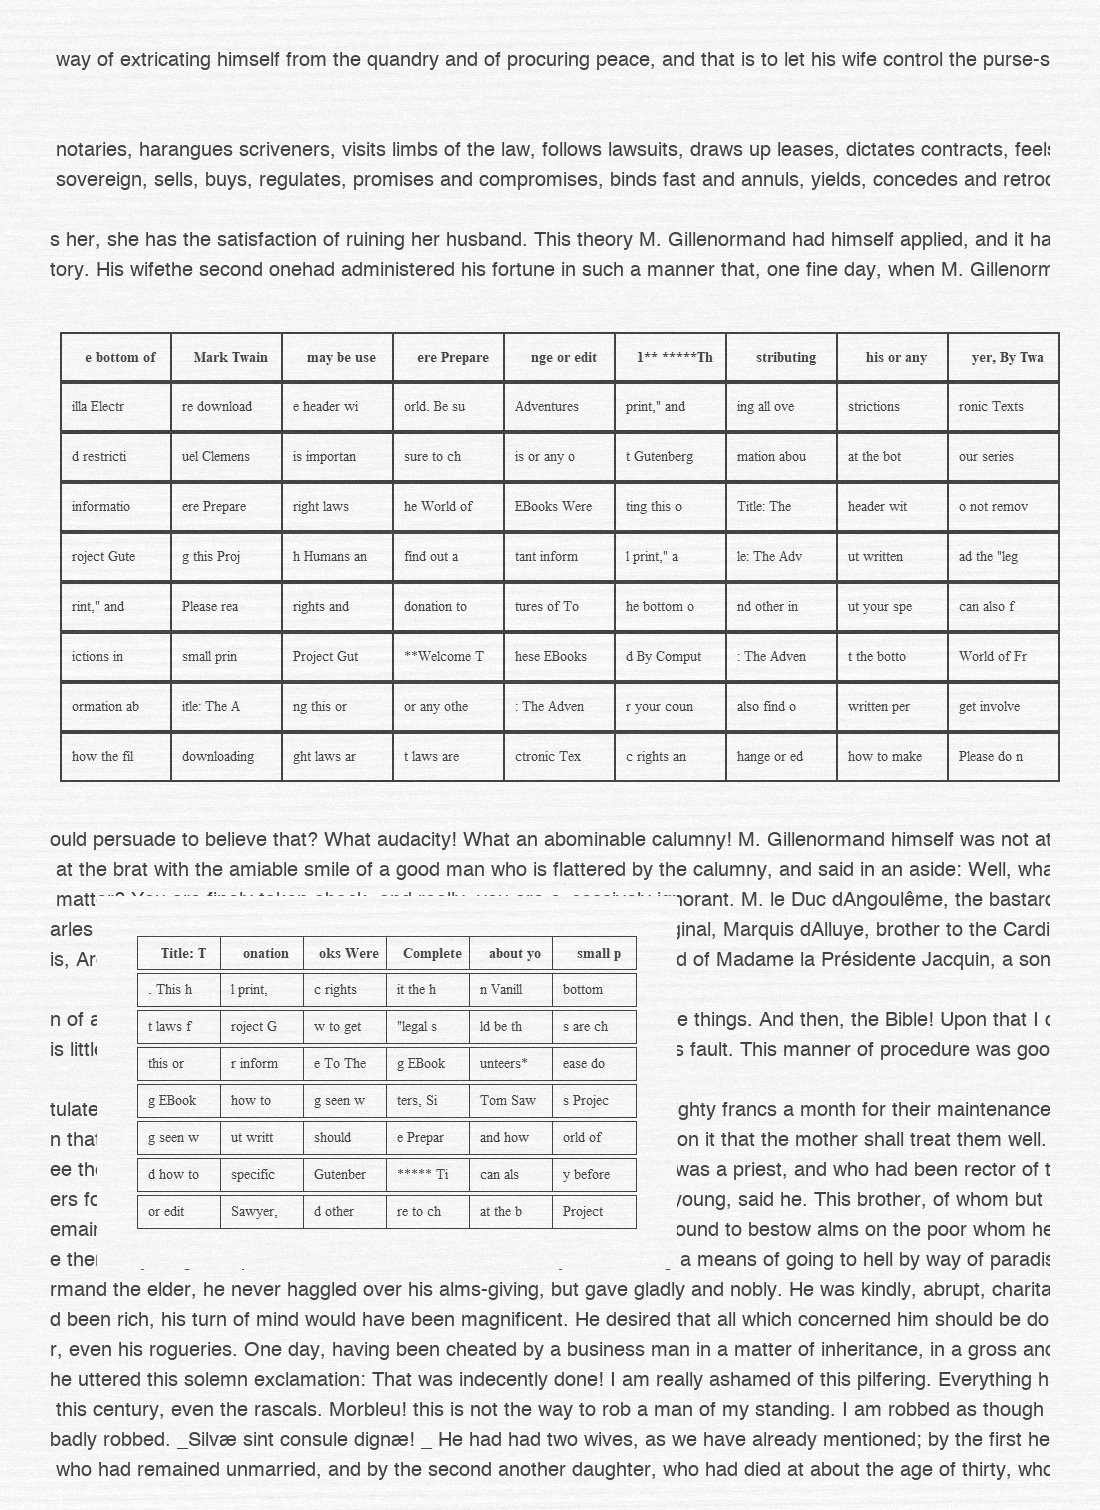 way of extricating himself from the quandry and of procuring peace, and that is to let his wife control the purse-s
notaries, harangues scriveners, visits limbs of the law, follows lawsuits, draws up leases, dictates contracts, feels
sovereign, sells, buys, regulates, promises and compromises, binds fast and annuls, yields, concedes and retroc
s her, she has the satisfaction of ruining her husband. This theory M. Gillenormand had himself applied, and it ha
tory. His wifethe second onehad administered his fortune in such a manner that, one fine day, when M. Gillenorm
e bottom of Mark Twain may be use ere Prepare nge or edit 1** *****Th stributing his or any yer, By Twa
illa Electr re download e header wi orld. Be su Adventures print," and ing all ove strictions ronic Texts
d restricti uel Clemens is importan sure to ch is or any o t Gutenberg mation abou at the bot our series
informatio ere Prepare right laws he World of EBooks Were ting this o Title: The header wit o not remov
roject Gute g this Proj h Humans an find out a tant inform l print," a le: The Adv ut written ad the "leg
rint," and Please rea rights and donation to tures of To he bottom o nd other in ut your spe can also f
ictions in small prin Project Gut **Welcome T hese EBooks d By Comput : The Adven t the botto World of Fr
ormation ab itle: The A ng this or or any othe : The Adven r your coun also find o written per get involve
how the fil downloading ght laws ar t laws are ctronic Tex c rights an hange or ed how to make Please do n
ould persuade to believe that? What audacity! What an abominable calumny! M. Gillenormand himself was not at
at the brat with the amiable smile of a good man who is flattered by the calumny, and said in an aside: Well, wha
matt norant. M. le Duc dAngoulême, the bastard
arles ginal, Marquis dAlluye, brother to the Cardi
is, Ar d of Madame la Présidente Jacquin, a son
n of a e things. And then, the Bible! Upon that I
is little s fault. This manner of procedure was goo
tulate ghty francs a month for their maintenance
n that on it that the mother shall treat them well.
ee the was a priest, and who had been rector of t
ers fo young, said he. This brother, of whom but
emain ound to bestow alms on the poor whom he
e ther a means of going to hell by way of paradis
Title: T onation oks Were Complete about yo small p
. This h l print, c rights it the h n Vanill bottom
t laws f roject G w to get "legal s ld be th s are ch
this or r inform e To The g EBook unteers* ease do
g EBook how to g seen w ters, Si Tom Saw s Projec
g seen w ut writt should e Prepar and how orld of
d how to specific Gutenber ***** Ti can als y before
or edit Sawyer, d other re to ch at the b Project
rmand the elder, he never haggled over his alms-giving, but gave gladly and nobly. He was kindly, abrupt, charita
d been rich, his turn of mind would have been magnificent. He desired that all which concerned him should be do
r, even his rogueries. One day, having been cheated by a business man in a matter of inheritance, in a gross and
he uttered this solemn exclamation: That was indecently done! I am really ashamed of this pilfering. Everything h
this century, even the rascals. Morbleu! this is not the way to rob a man of my standing. I am robbed as though
badly robbed. _Silvæ sint consule dignæ! _ He had had two wives, as we have already mentioned; by the first he
who had remained unmarried, and by the second another daughter, who had died at about the age of thirty, who